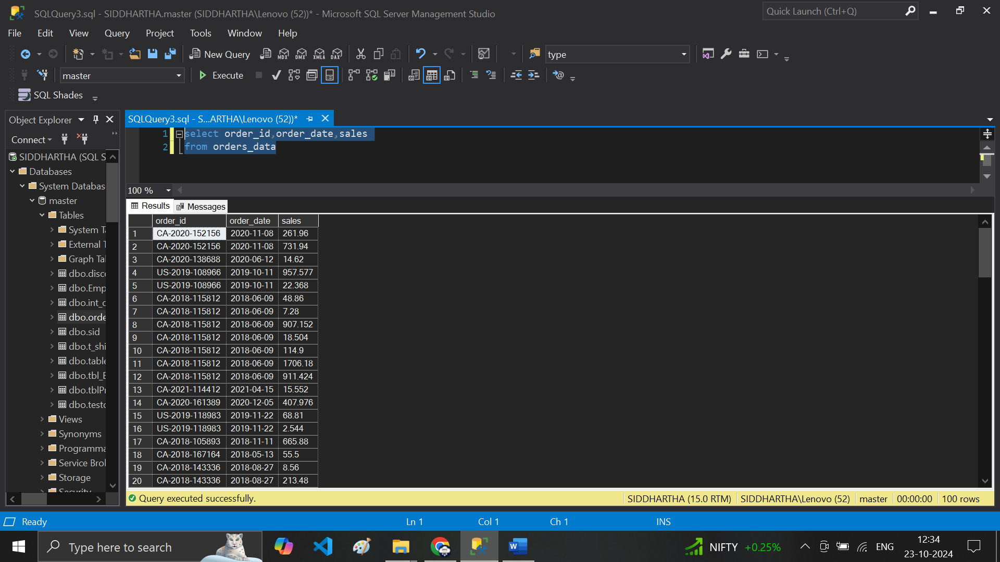 SQLQuery3.sql - SIDDHARTHA.master (SIDDHARTHA\Lenovo (52))* - Microsoft SQL Server Management Studio
Quick Launch (Ctrl+Q)
File Edit View Query Project Tools Window Help
New Query MDX DMX XMLA DAX type
master Execute
SQL Shades
Object Explorer
SQLQuery3.sql - S...ARTHA\Lenovo (52))*
Connect
1 select order_id,order_date,sales
2 from orders_data
SIDDHARTHA (SQL S
Databases
System Databas
master
Tables
System Ta
External T
Graph Tal
dbo.disco
dbo.Emp
dbo.int_c
dbo.orde
dbo.sid
dbo.t_shi
dbo.table
dbo.tbl_E
dbo.tblPr
dbo.testc
Views
Synonyms
Programma
Service Brol
Storage
Security
100 %
Results Messages
order_id order_date sales
1 CA-2020-152156 2020-11-08 261.96
2 CA-2020-152156 2020-11-08 731.94
3 CA-2020-138688 2020-06-12 14.62
4 US-2019-108966 2019-10-11 957.577
5 US-2019-108966 2019-10-11 22.368
6 CA-2018-115812 2018-06-09 48.86
7 CA-2018-115812 2018-06-09 7.28
8 CA-2018-115812 2018-06-09 907.152
9 CA-2018-115812 2018-06-09 18.504
10 CA-2018-115812 2018-06-09 114.9
11 CA-2018-115812 2018-06-09 1706.18
12 CA-2018-115812 2018-06-09 911.424
13 CA-2021-114412 2021-04-15 15.552
14 CA-2020-161389 2020-12-05 407.976
15 US-2019-118983 2019-11-22 68.81
16 US-2019-118983 2019-11-22 2.544
17 CA-2018-105893 2018-11-11 665.88
18 CA-2018-167164 2018-05-13 55.5
19 CA-2018-143336 2018-08-27 8.56
20 CA-2018-143336 2018-08-27 213.48
Query executed successfully. SIDDHARTHA (15.0 RTM) SIDDHARTHA\Lenovo (52) master 00:00:00 100 rows
Ready Ln 1 Col 1 Ch 1 INS
Type here to search
NIFTY +0.25%
ENG
12:34
23-10-2024